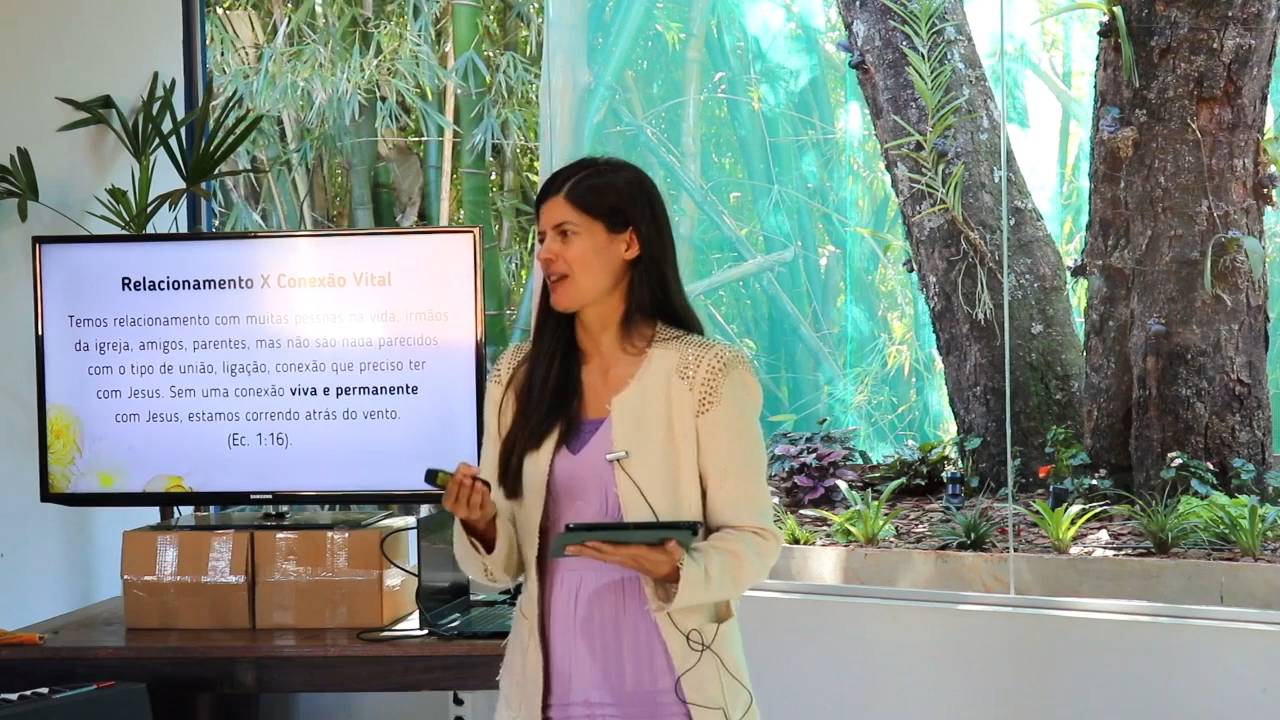 Relacionamento X Conexão Vital
Temos relacionamento com muitas pessoas na vida, irmãos
da igreja, amigos, parentes, mas não são nada parecidos
com o tipo de união, ligação, conexão que preciso ter
com Jesus. Sem uma conexão viva e permanente
com Jesus, estamos correndo atrás do vento.
(Ec. 1:16).
SAMSUNG